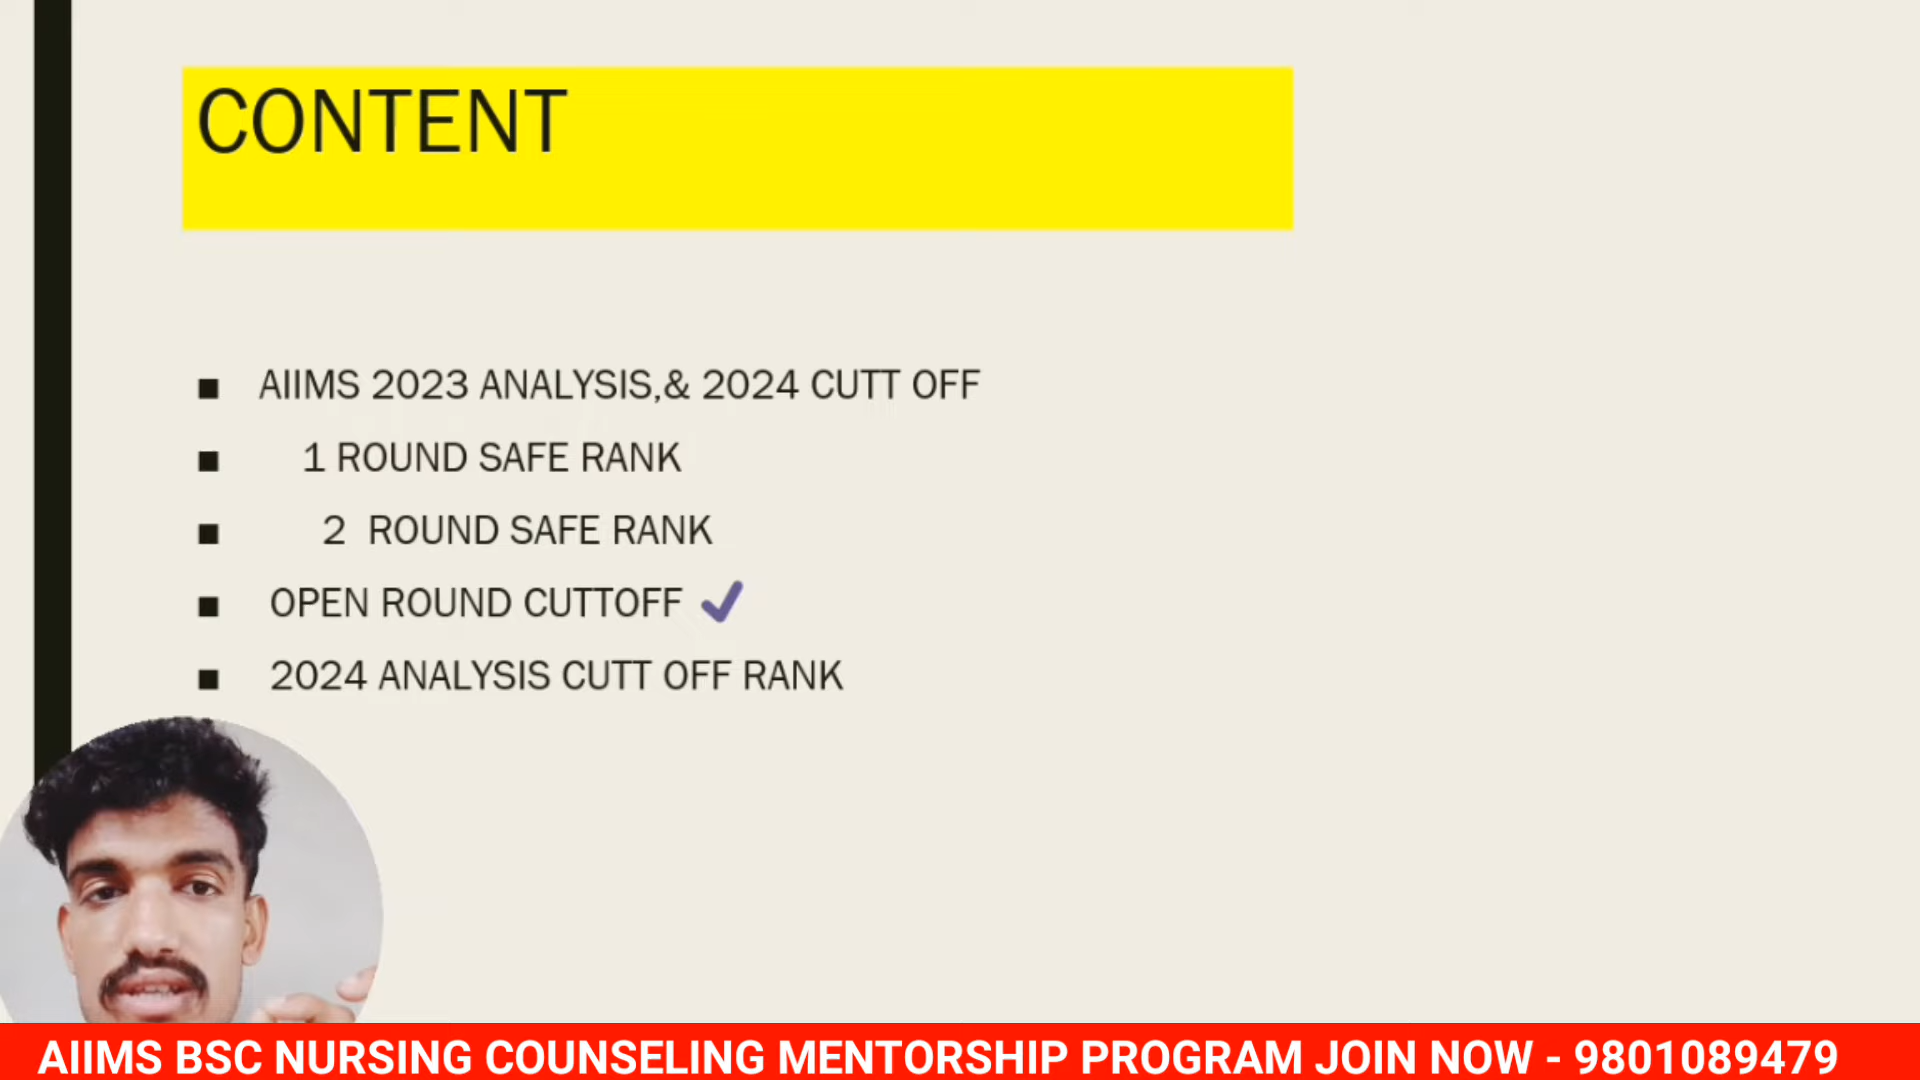 CONTENT
■ AIIMS 2023 ANALYSIS,& 2024 CUTT OFF
■ 1 ROUND SAFE RANK
■ 2 ROUND SAFE RANK
■ OPEN ROUND CUTTOFF ✔
■ 2024 ANALYSIS CUTT OFF RANK
AIIMS BSC NURSING COUNSELING MENTORSHIP PROGRAM JOIN NOW - 9801089479